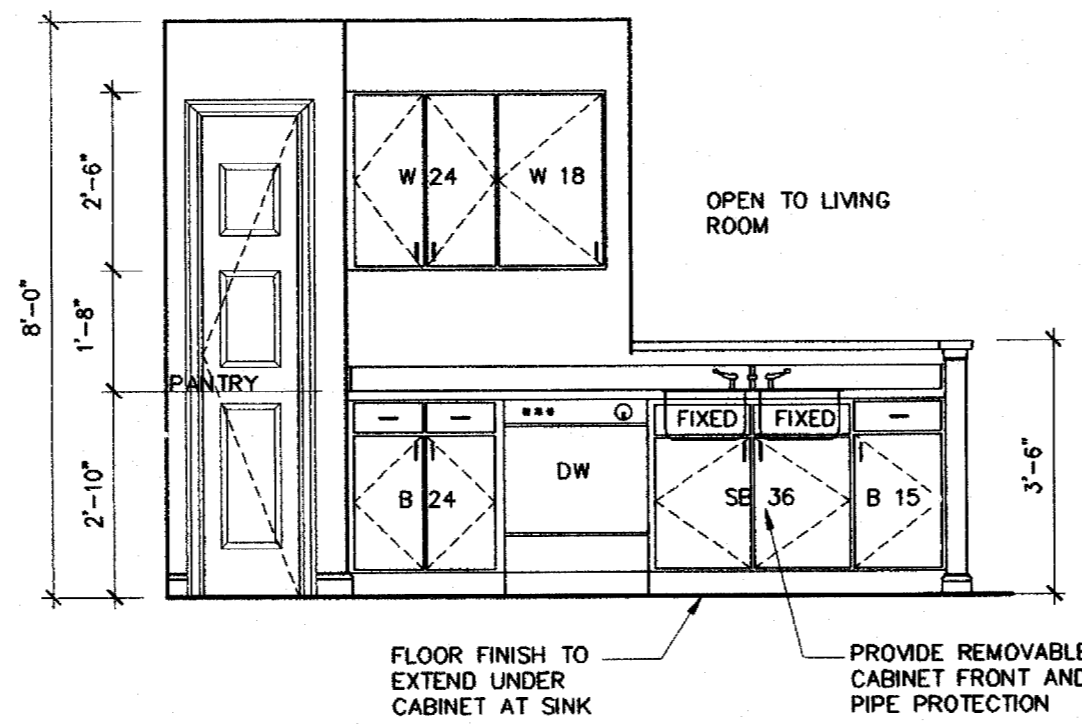 8'-0"
2'-6"
1'-8"
2'-10"
W 24
W 18
OPEN TO LIVING
ROOM
PANTRY
FIXED
FIXED
DW
B 24
SB 36
B 15
3'-6"
FLOOR FINISH TO
EXTEND UNDER
CABINET AT SINK
PROVIDE REMOVABLE
CABINET FRONT AND
PIPE PROTECTION